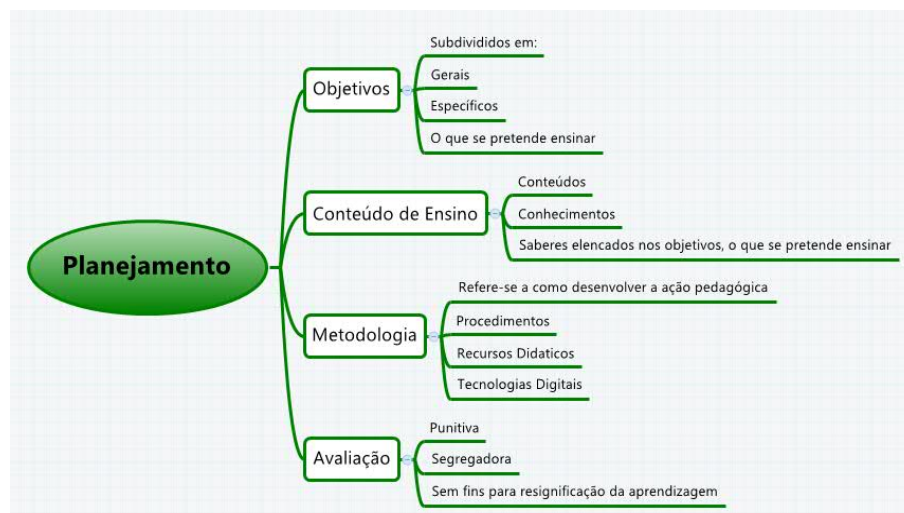 Planejamento
Objetivos
Subdivididos em:
Gerais
Específicos
O que se pretende ensinar
Conteúdo de Ensino
Conteúdos
Conhecimentos
Saberes elencados nos objetivos, o que se pretende ensinar
Metodologia
Refere-se a como desenvolver a ação pedagógica
Procedimentos
Recursos Didaticos
Tecnologias Digitais
Avaliação
Punitiva
Segregadora
Sem fins para resignificação da aprendizagem